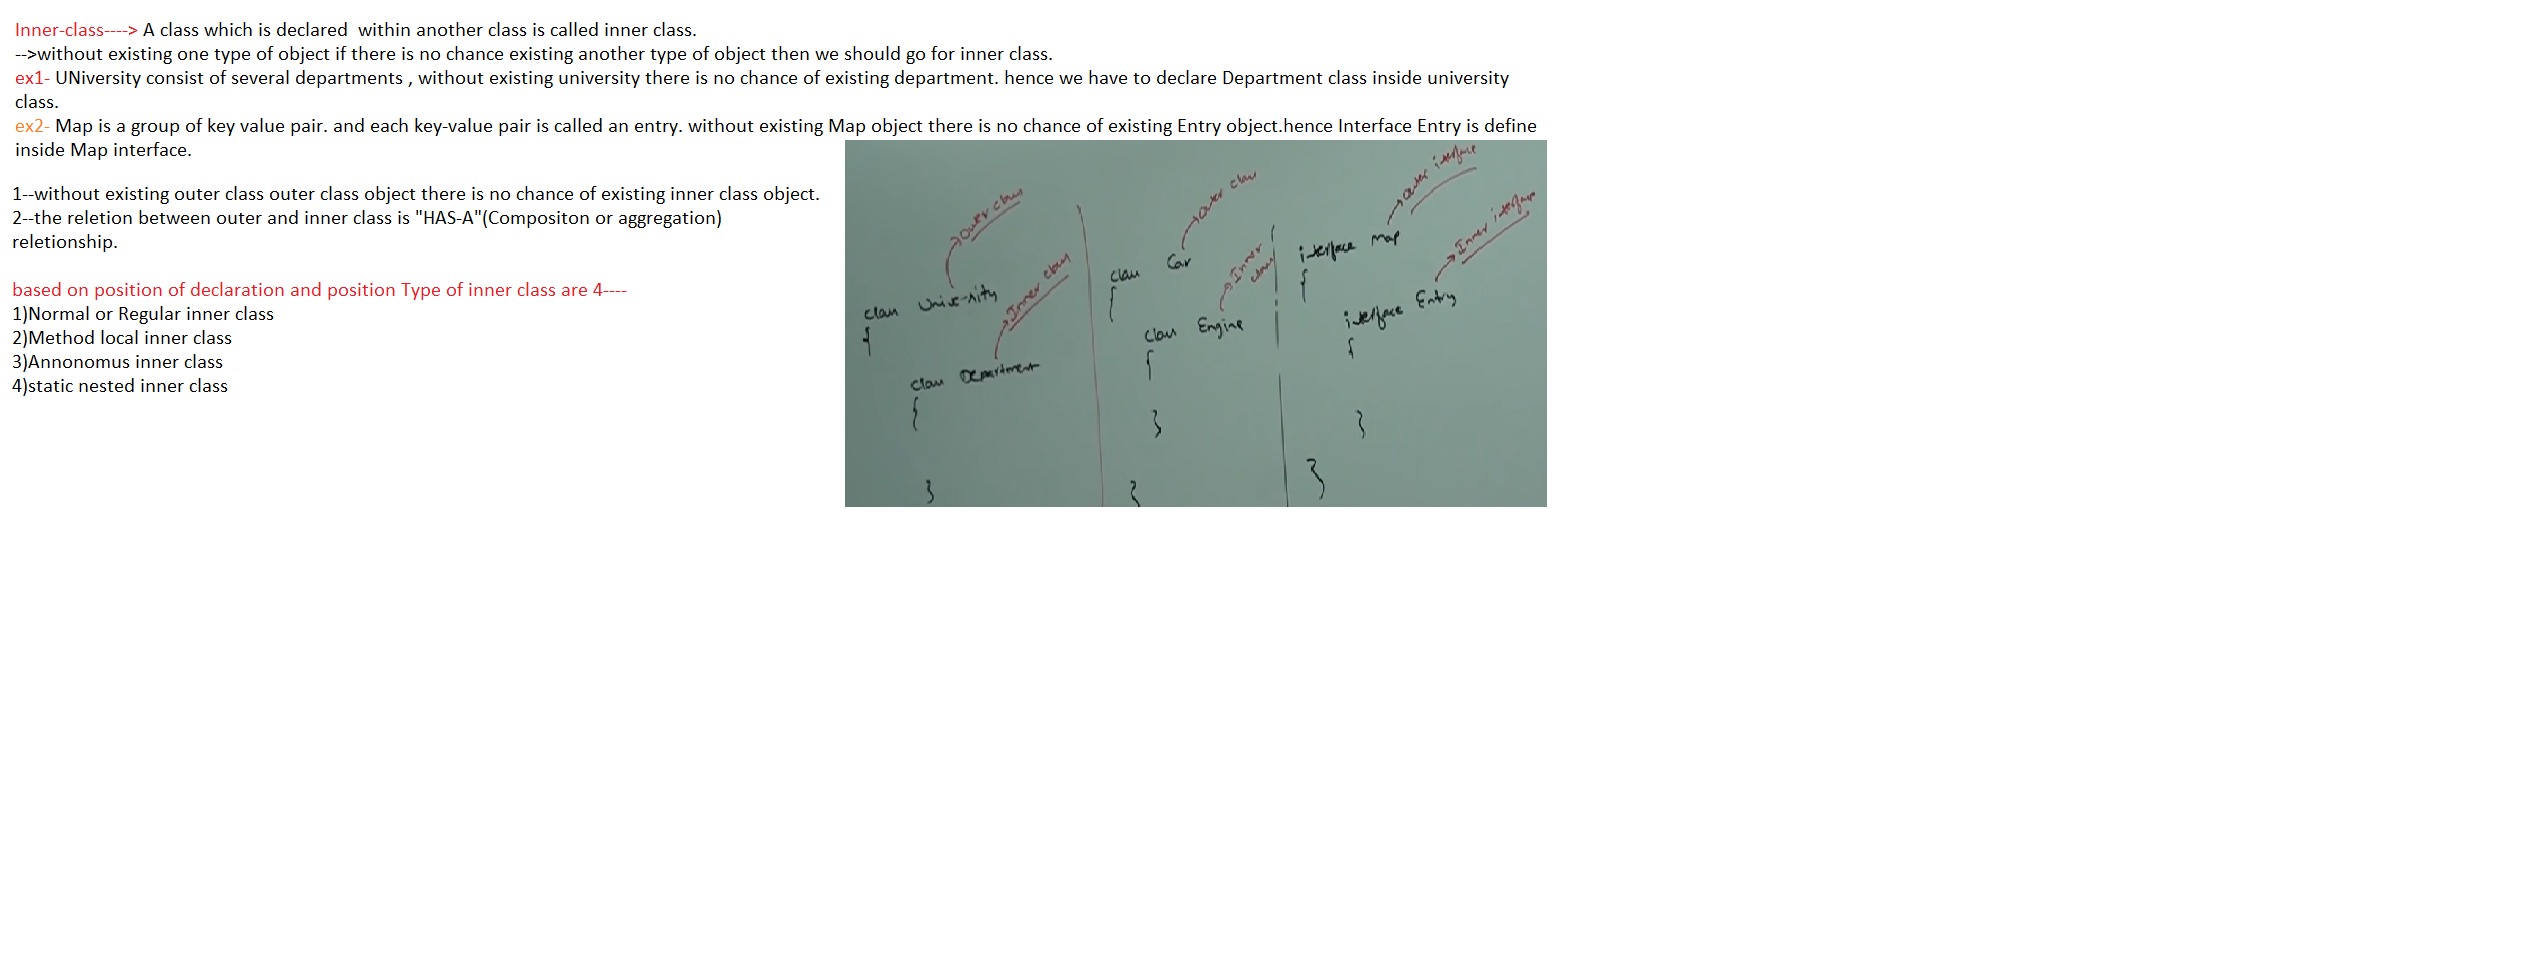 Inner-class----> A class which is declared  within another class is called inner class.
-->without existing one type of object if there is no chance existing another type of object then we should go for inner class.
ex1- UNiversity consist of several departments , without existing university there is no chance of existing department. hence we have to declare Department class inside university
class.
ex2- Map is a group of key value pair. and each key-value pair is called an entry. without existing Map object there is no chance of existing Entry object.hence Interface Entry is define
inside Map interface.
1--without existing outer class outer class object there is no chance of existing inner class object.
2--the reletion between outer and inner class is "HAS-A"(Compositon or aggregation)
reletionship.
based on position of declaration and position Type of inner class are 4----
1)Normal or Regular inner class
2)Method local inner class
3)Annonomus inner class
4)static nested inner class
outer class
Inner class
class University
{
class Department
{
}
outer class
Inner
class
class Car
{
class Engine
{
}
}
outer interface
Inner interface
interface Map
{
interface Entry
{
}
}